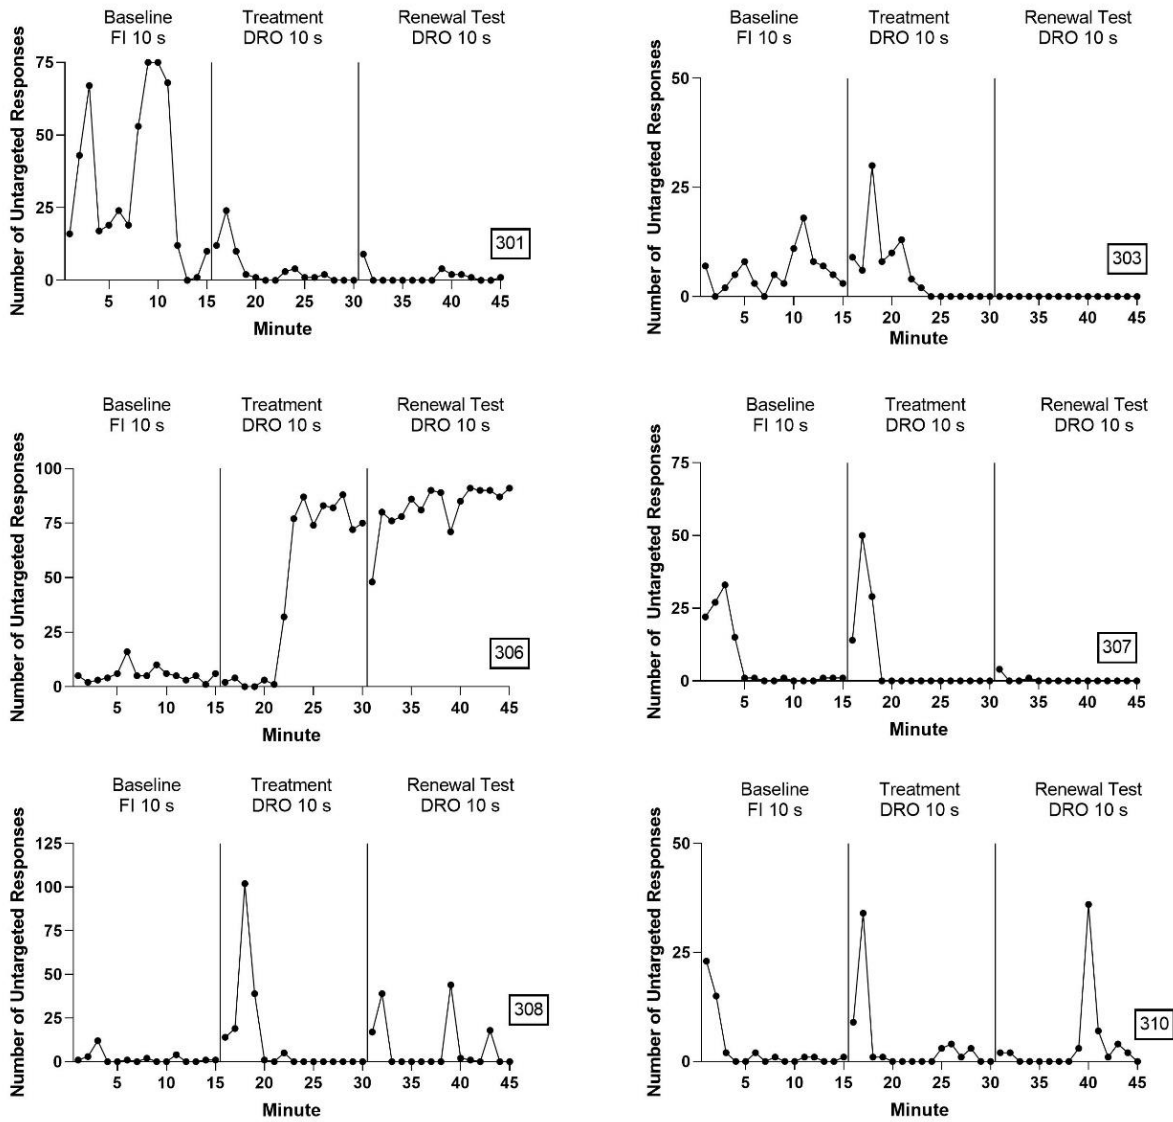 Baseline
FI 10 s
Treatment
DRO 10 s
Renewal Test
DRO 10 s
Number of Untargeted Responses
75
50
25
0
5 10 15 20 25 30 35 40 45
Minute
301
Baseline
FI 10 s
Treatment
DRO 10 s
Renewal Test
DRO 10 s
Number of Untargeted Responses
50
25
0
5 10 15 20 25 30 35 40 45
Minute
303
Baseline
FI 10 s
Treatment
DRO 10 s
Renewal Test
DRO 10 s
Number of Untargeted Responses
100
75
50
25
0
5 10 15 20 25 30 35 40 45
Minute
306
Baseline
FI 10 s
Treatment
DRO 10 s
Renewal Test
DRO 10 s
Number of Untargeted Responses
75
50
25
0
5 10 15 20 25 30 35 40 45
Minute
307
Baseline
FI 10 s
Treatment
DRO 10 s
Renewal Test
DRO 10 s
Number of Untargeted Responses
125
100
75
50
25
0
5 10 15 20 25 30 35 40 45
Minute
308
Baseline
FI 10 s
Treatment
DRO 10 s
Renewal Test
DRO 10 s
Number of Untargeted Responses
50
25
0
5 10 15 20 25 30 35 40 45
Minute
310